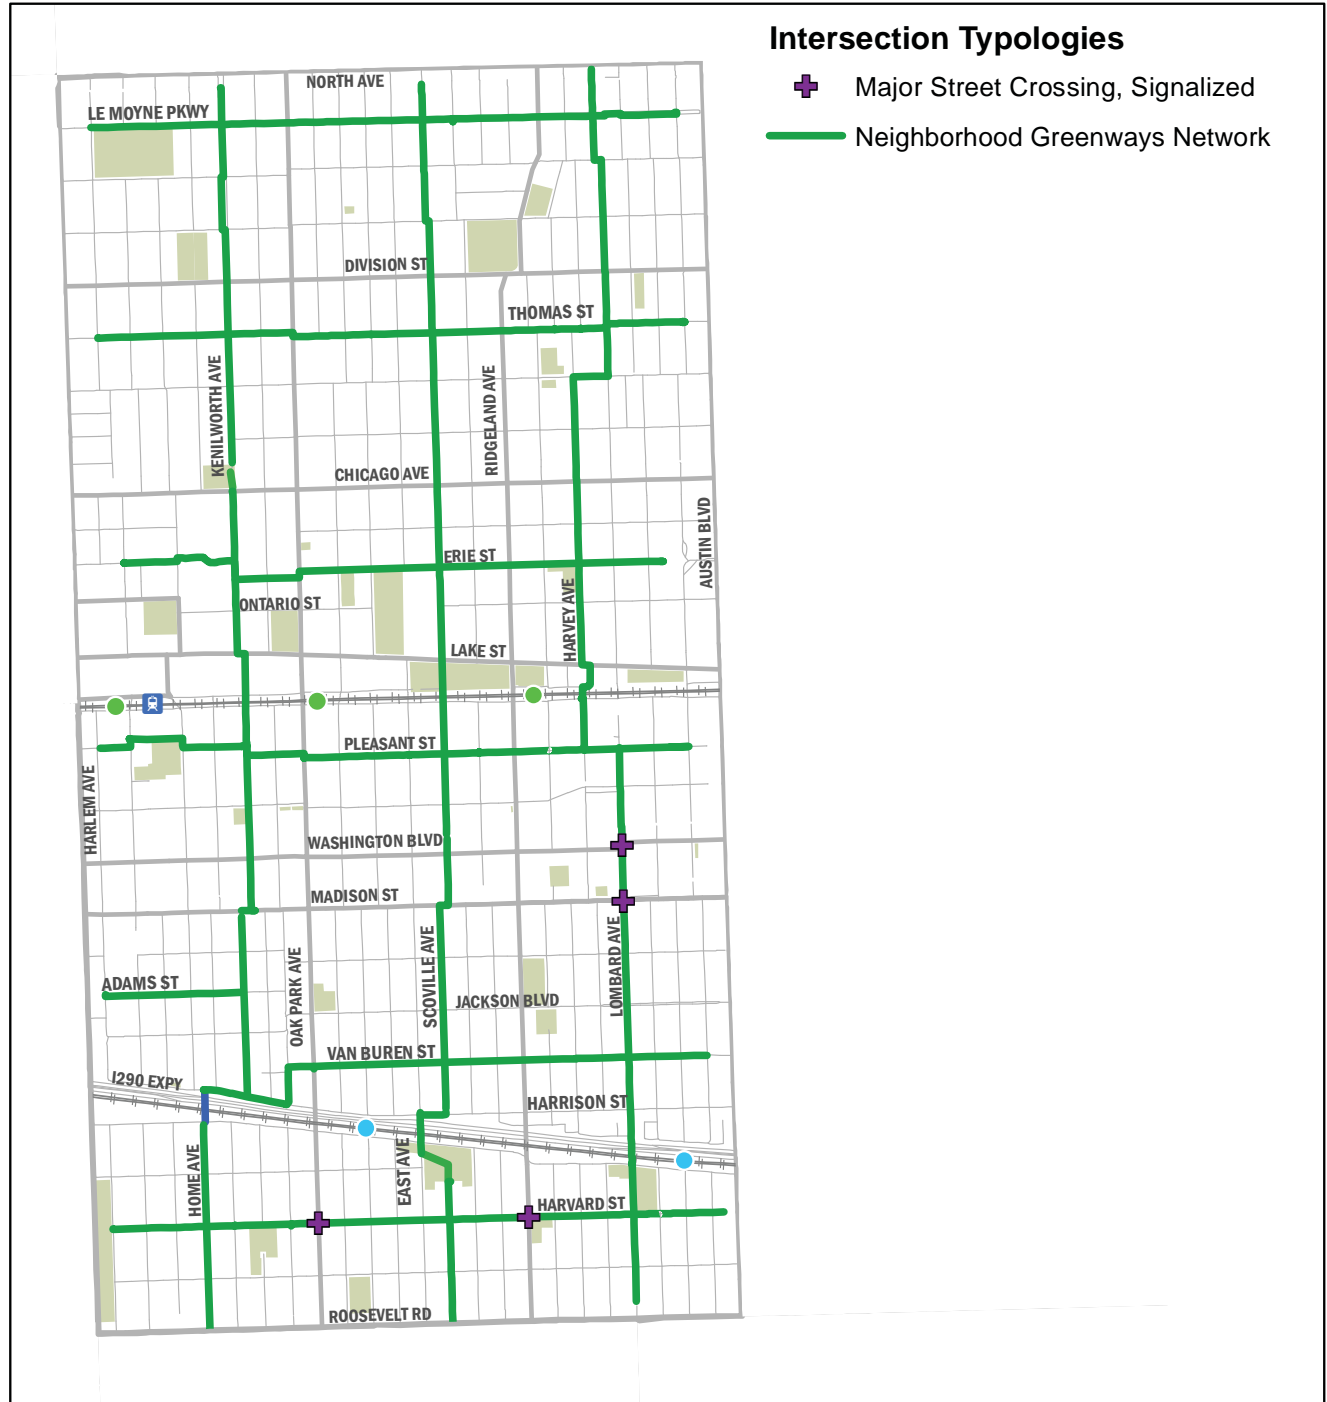 Intersection Typologies
Major Street Crossing, Signalized
Neighborhood Greenways Network
NORTH AVE
LE MOYNE PKWY
DIVISION ST
THOMAS ST
KENILWORTH AVE
RIDGELAND AVE
CHICAGO AVE
AUSTIN BLVD
ERIE ST
HARVEY AVE
ONTARIO ST
LAKE ST
PLEASANT ST
HARLEM AVE
WASHINGTON BLVD
MADISON ST
OAK PARK AVE
SCOVILLE AVE
LOMBARD AVE
ADAMS ST
JACKSON BLVD
VAN BUREN ST
I290 EXPY
HARRISON ST
HOME AVE
EAST AVE
HARVARD ST
ROOSEVELT RD